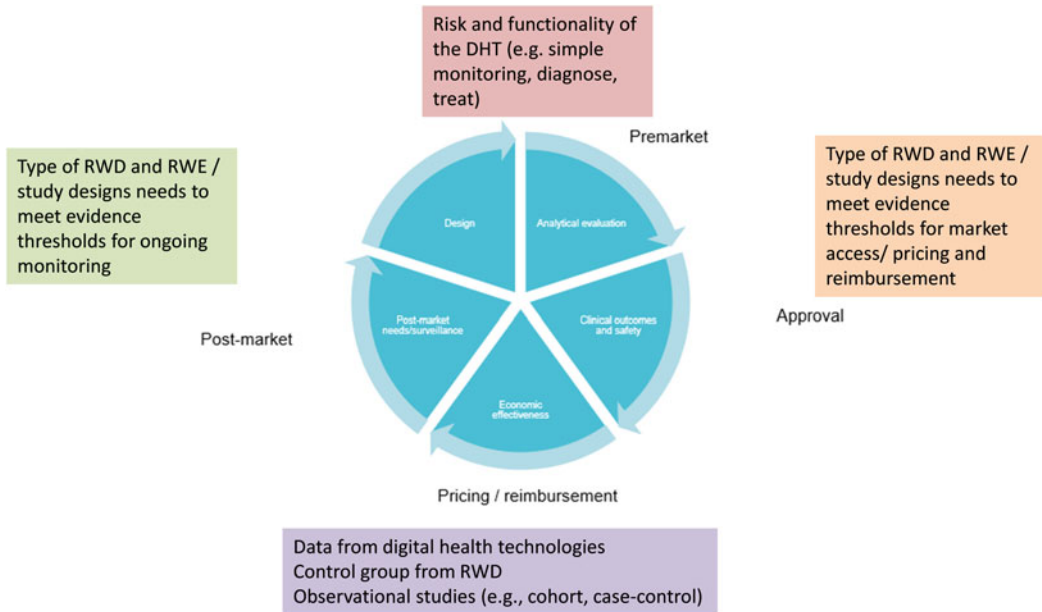 Risk and functionality of
the DHT (e.g. simple
monitoring, diagnose,
treat)
Premarket
Type of RWD and RWE /
study designs needs to
meet evidence
thresholds for ongoing
monitoring
Type of RWD and RWE /
study designs needs to
meet evidence
thresholds for market
access/ pricing and
reimbursement
Design
Analytical evaluation
Post-market
needs/surveillance
Clinical outcomes
and safety
Economic
effectiveness
Approval
Post-market
Pricing / reimbursement
Data from digital health technologies
Control group from RWD
Observational studies (e.g., cohort, case-control)